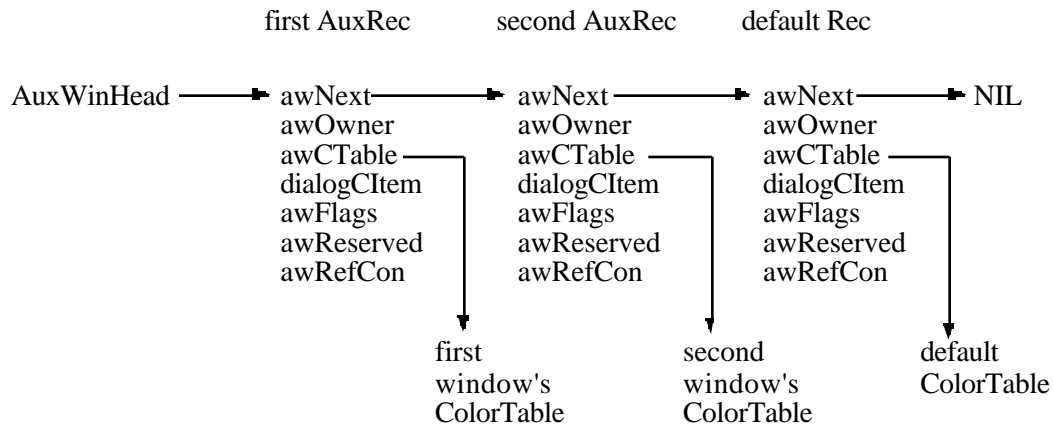 first AuxRec second AuxRec default Rec
AuxWinHead awNext awNext awNext NIL
awOwner awOwner awOwner
awCTable awCTable awCTable
dialogCItem dialogCItem dialogCItem
awFlags awFlags awFlags
awReserved awReserved awReserved
awRefCon awRefCon awRefCon
first second default
window's window's ColorTable
ColorTable ColorTable